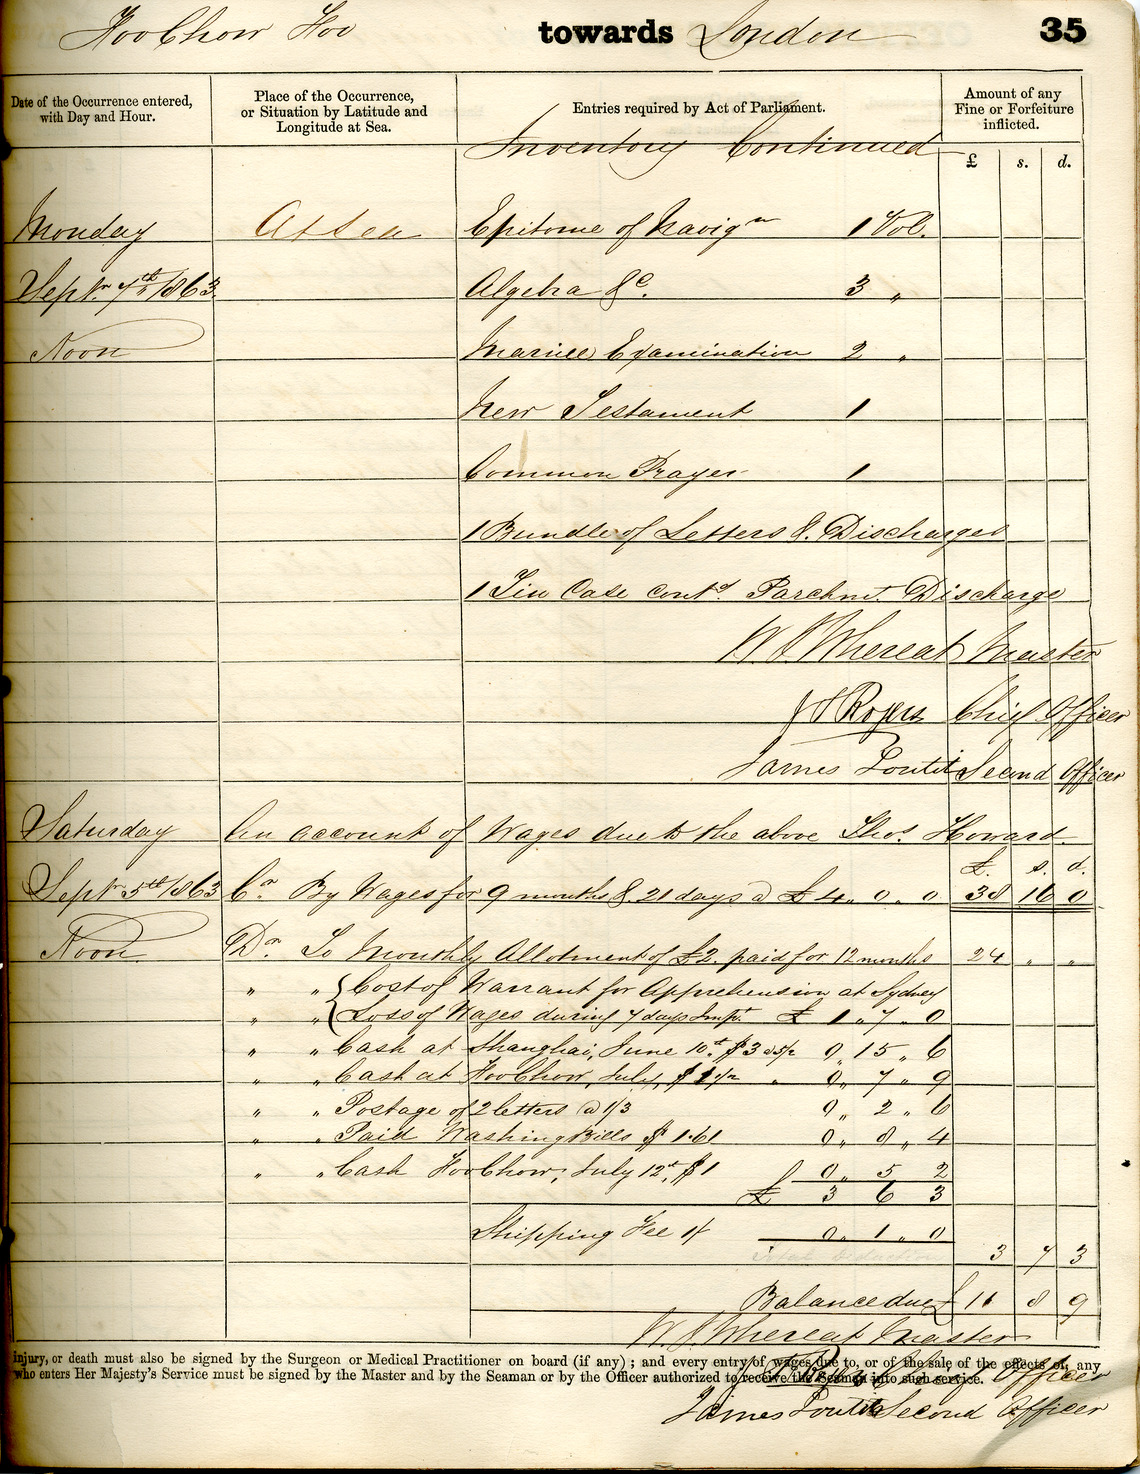 Foo Chow Foo towards London 35
Date of the Occurrence entered, with Day and Hour.
Place of the Occurrence, or Situation by Latitude and Longitude at Sea.
Entries required by Act of Parliament.
Amount of any Fine or Forfeiture inflicted.
£ s. d.
Inventory Continued
Monday At Sea Epitome of Navign 1 Vol.
Septr 7th/1863 Algebra &c. 3 "
Noon Marine Examination 2 "
New Testament 1
Common Prayer 1
1 Bundle of Letters & Discharges
1 Tin Case contd. Parchmt. Discharge
W. J. Whereat Master
J S Rogers Chief Officer
James Loutit Second Officer
Saturday An account of Wages due to the above Thos. Howard.
£. s. d.
Septr 5th/1863 Cr. By Wages for 9 months & 21 days @ £4 " 0 " 0 38 16 0
Noon Dr. To Monthly Allotment of £2. paid for 12 months 24 " "
" " Cost of Warrant for Apprehension at Sydney
" " Loss of Wages during 7 days Impt. £ 1 " 7 " 0
" " Cash at Shanghai, June 10th. $3 @ 5/2 0 " 15 " 6
" " Cash at Foo Chow, July, $1 1/2 " 0 " 7 " 9
" " Postage of 2 letters @ 1/3 0 " 2 " 6
" " Paid Washing Bills $ 1.61 0 " 8 " 4
" " Cash Foo Chow, July 12th, $1 0 " 5 2
£ 3 6 3
Shipping Fee 1/ 0 " 1 " 0
3 7 3
Balance due £ 11 8 9
W. J. Whereat Master
Injury, or death must also be signed by the Surgeon or Medical Practitioner on board (if any) ; and every entry of wages due to, or of the sale of the effects of, any
who enters Her Majesty's Service must be signed by the Master and by the Seaman or by the Officer authorized to receive the Seaman into such service.
J S Rogers Chief Officer
James Loutit Second Officer